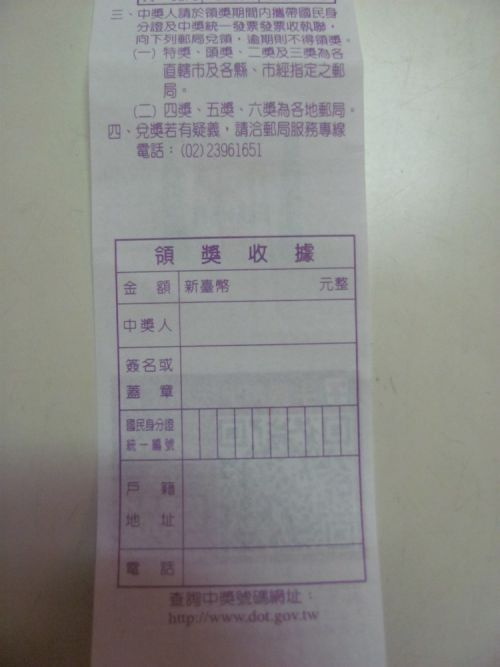 三、中獎人請於領獎期間內攜帶國民身
分證及中獎統一發票發票收執聯，
向下列郵局兌領，逾期則不得領獎。
(一) 特獎、頭獎、二獎及三獎為各
直轄市及各縣、市經指定之郵
局。
(二) 四獎、五獎、六獎為各地郵局。
四、兌獎若有疑義，請洽郵局服務專線
電話：(02)23961651
領獎收據
金額 新臺幣 元整
中獎人
簽名或
蓋章
國民身分證
統一編號
戶籍
地址
電話
查詢中獎號碼網址：
http://www.dot.gov.tw